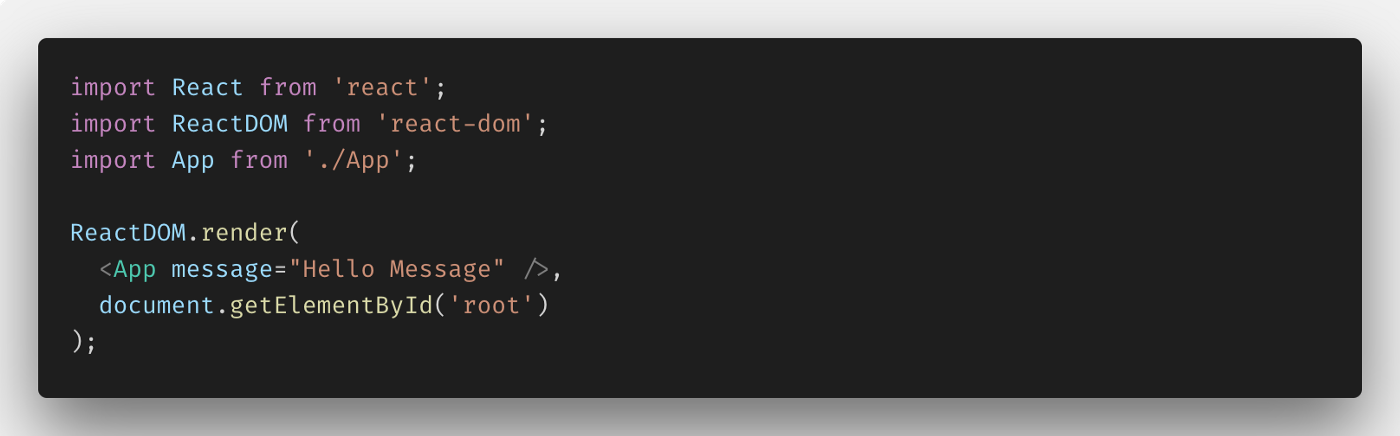 import React from 'react';
import ReactDOM from 'react-dom';
import App from './App';

ReactDOM.render(
  <App message="Hello Message" />,
  document.getElementById('root')
);